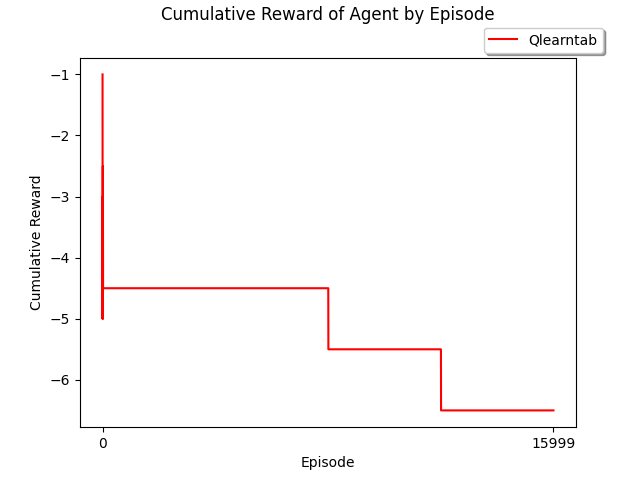 Cumulative Reward of Agent by Episode
Qlearntab
−1
−2
−3
−4
−5
−6
Cumulative Reward
0
15999
Episode